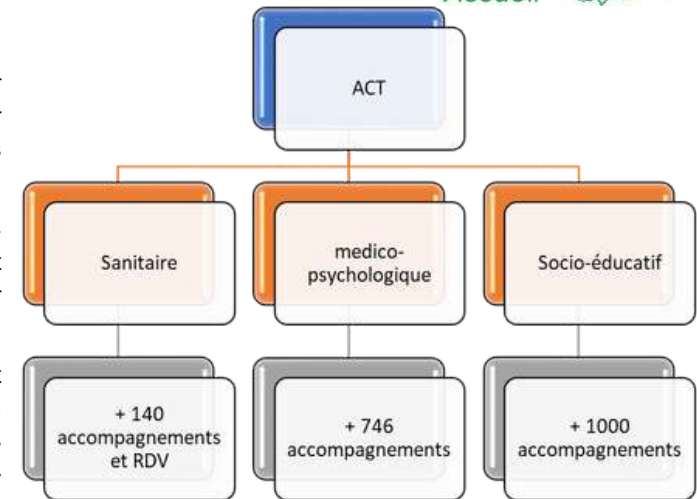 ACT
Sanitaire
medico-
psychologique
Socio-éducatif
+ 140
accompagnements
et RDV
+ 746
accompagnements
+ 1000
accompagnements